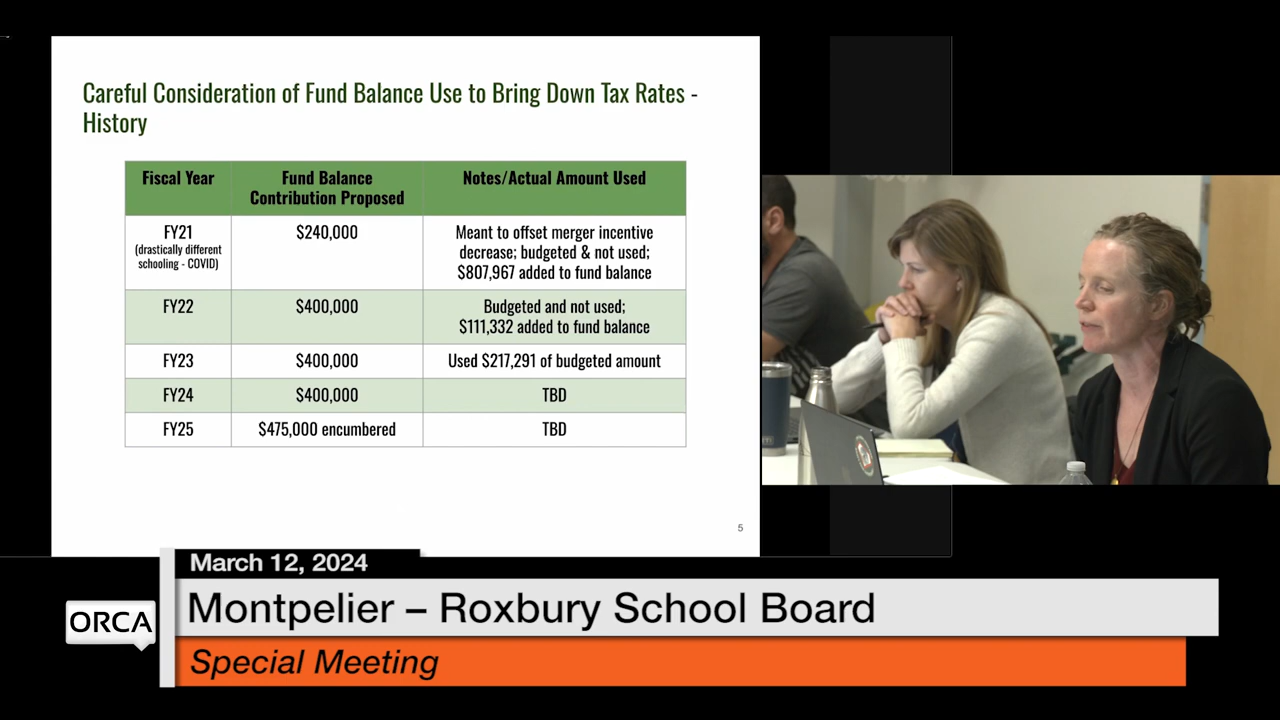 Careful Consideration of Fund Balance Use to Bring Down Tax Rates -
History
Fiscal Year
Fund Balance
Contribution Proposed
Notes/Actual Amount Used
FY21
(drastically different
schooling - COVID)
$240,000
Meant to offset merger incentive
decrease; budgeted & not used;
$807,967 added to fund balance
FY22
$400,000
Budgeted and not used;
$111,332 added to fund balance
FY23
$400,000
Used $217,291 of budgeted amount
FY24
$400,000
TBD
FY25
$475,000 encumbered
TBD
5
March 12, 2024
ORCA
Montpelier – Roxbury School Board
Special Meeting